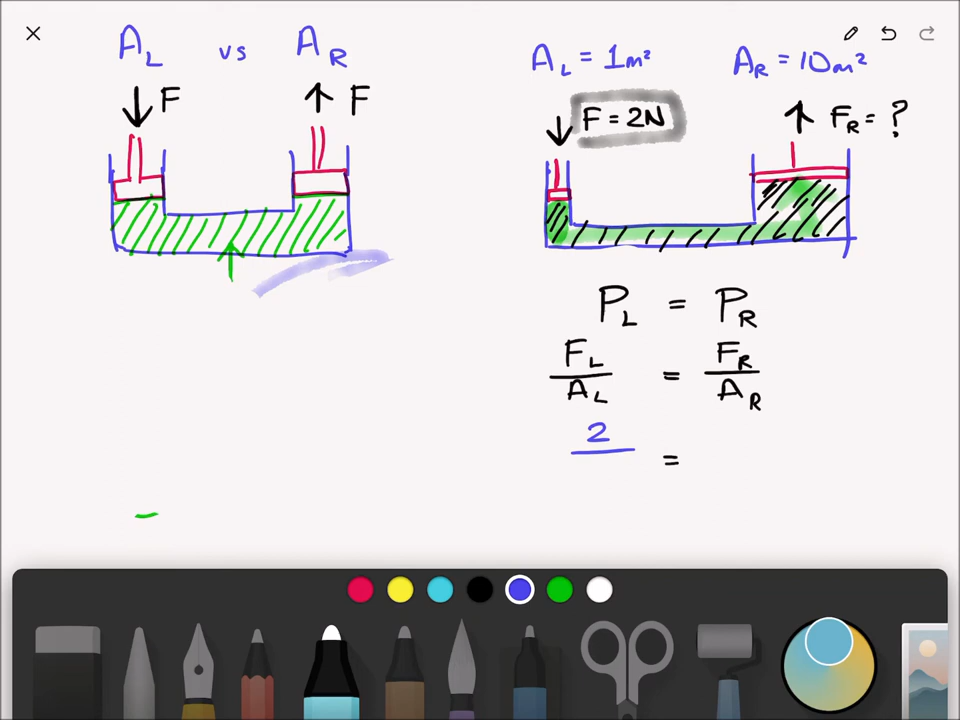 A_L vs A_R
↓ F ↑ F
A_L = 1m² A_R = 10m²
↓ F = 2N ↑ F_R = ?
P_L = P_R
F_L / A_L = F_R / A_R
2 =